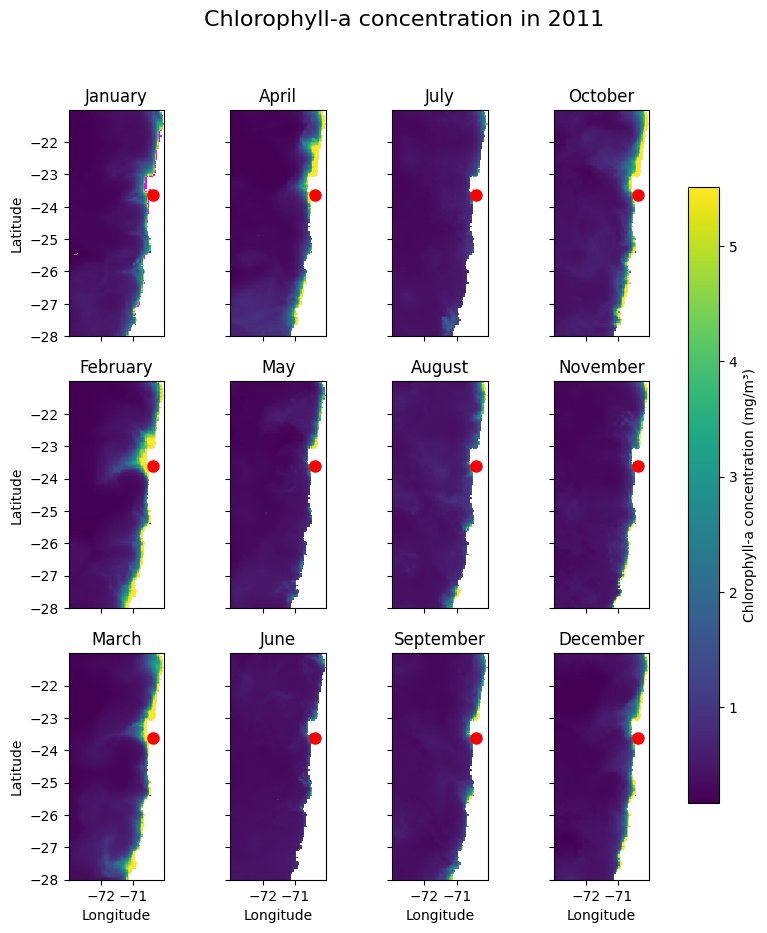 Chlorophyll-a concentration in 2011
January
April
July
October
−22
−23
−24
−25
−26
−27
−28
Latitude
February
May
August
November
−22
−23
−24
−25
−26
−27
−28
Latitude
March
June
September
December
−22
−23
−24
−25
−26
−27
−28
Latitude
−72 −71
−72 −71
−72 −71
−72 −71
Longitude
Longitude
Longitude
Longitude
5
4
3
2
1
Chlorophyll-a concentration (mg/m³)